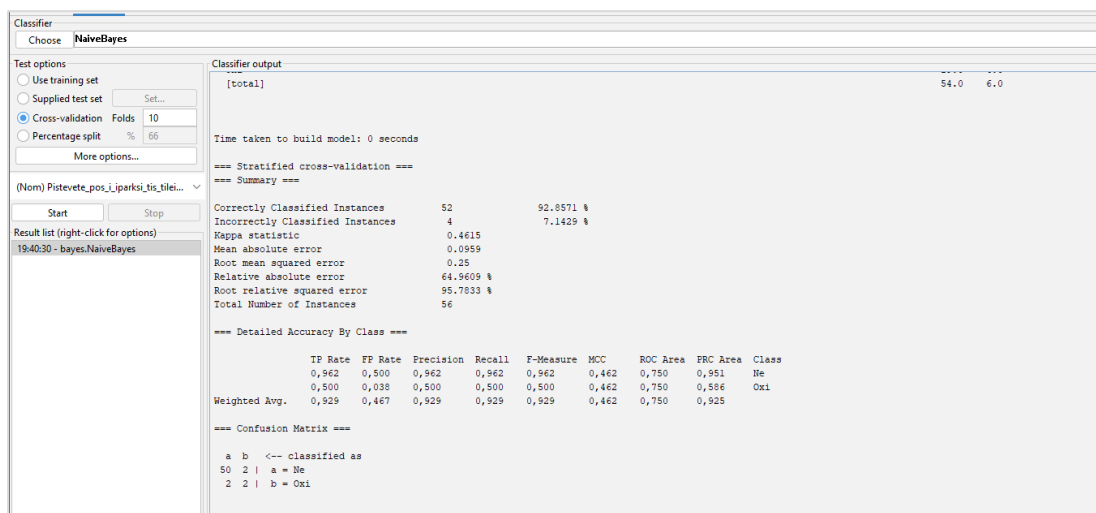 Classifier
Choose NaiveBayes
Test options
Use training set
Supplied test set Set...
Cross-validation Folds 10
Percentage split % 66
More options...
(Nom) Pistevete_pos_i_iparksi_tis_tilei...
Start Stop
Result list (right-click for options)
19:40:30 - bayes.NaiveBayes
Classifier output
[total] 54.0 6.0
Time taken to build model: 0 seconds
=== Stratified cross-validation ===
=== Summary ===
Correctly Classified Instances 52 92.8571 %
Incorrectly Classified Instances 4 7.1429 %
Kappa statistic 0.4615
Mean absolute error 0.0959
Root mean squared error 0.25
Relative absolute error 64.9609 %
Root relative squared error 95.7833 %
Total Number of Instances 56
=== Detailed Accuracy By Class ===
TP Rate FP Rate Precision Recall F-Measure MCC ROC Area PRC Area Class
0,962 0,500 0,962 0,962 0,962 0,462 0,750 0,951 Ne
0,500 0,038 0,500 0,500 0,500 0,462 0,750 0,586 Oxi
Weighted Avg. 0,929 0,467 0,929 0,929 0,929 0,462 0,750 0,925
=== Confusion Matrix ===
a b <-- classified as
50 2 | a = Ne
2 2 | b = Oxi